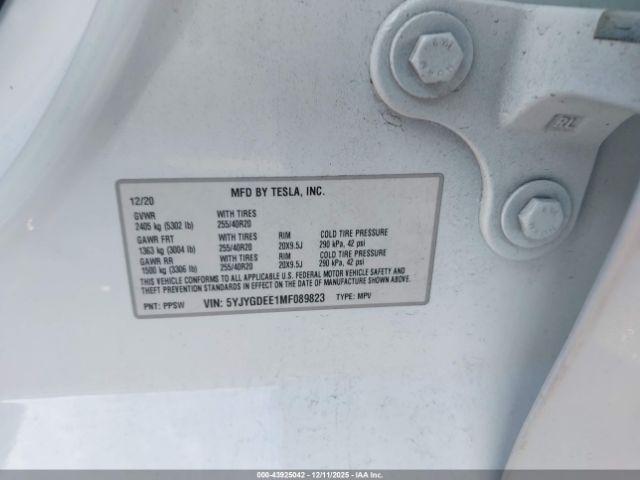 MFD BY TESLA, INC.
12/20
GVWR WITH TIRES
2405 kg (5302 lb) 255/40R20
GAWR FRT WITH TIRES RIM COLD TIRE PRESSURE
1363 kg (3004 lb) 255/40R20 20X9.5J 290 kPa, 42 psi
GAWR RR WITH TIRES RIM COLD TIRE PRESSURE
1500 kg (3306 lb) 255/40R20 20X9.5J 290 kPa, 42 psi
THIS VEHICLE CONFORMS TO ALL APPLICABLE U.S. FEDERAL MOTOR VEHICLE SAFETY AND
THEFT PREVENTION STANDARDS IN EFFECT ON THE DATE OF MANUFACTURE SHOWN ABOVE.
PNT: PPSW VIN: 5YJYGDEE1MF089823 TYPE: MPV
RL
000-43925042 - 12/11/2025 - IAAI.COM